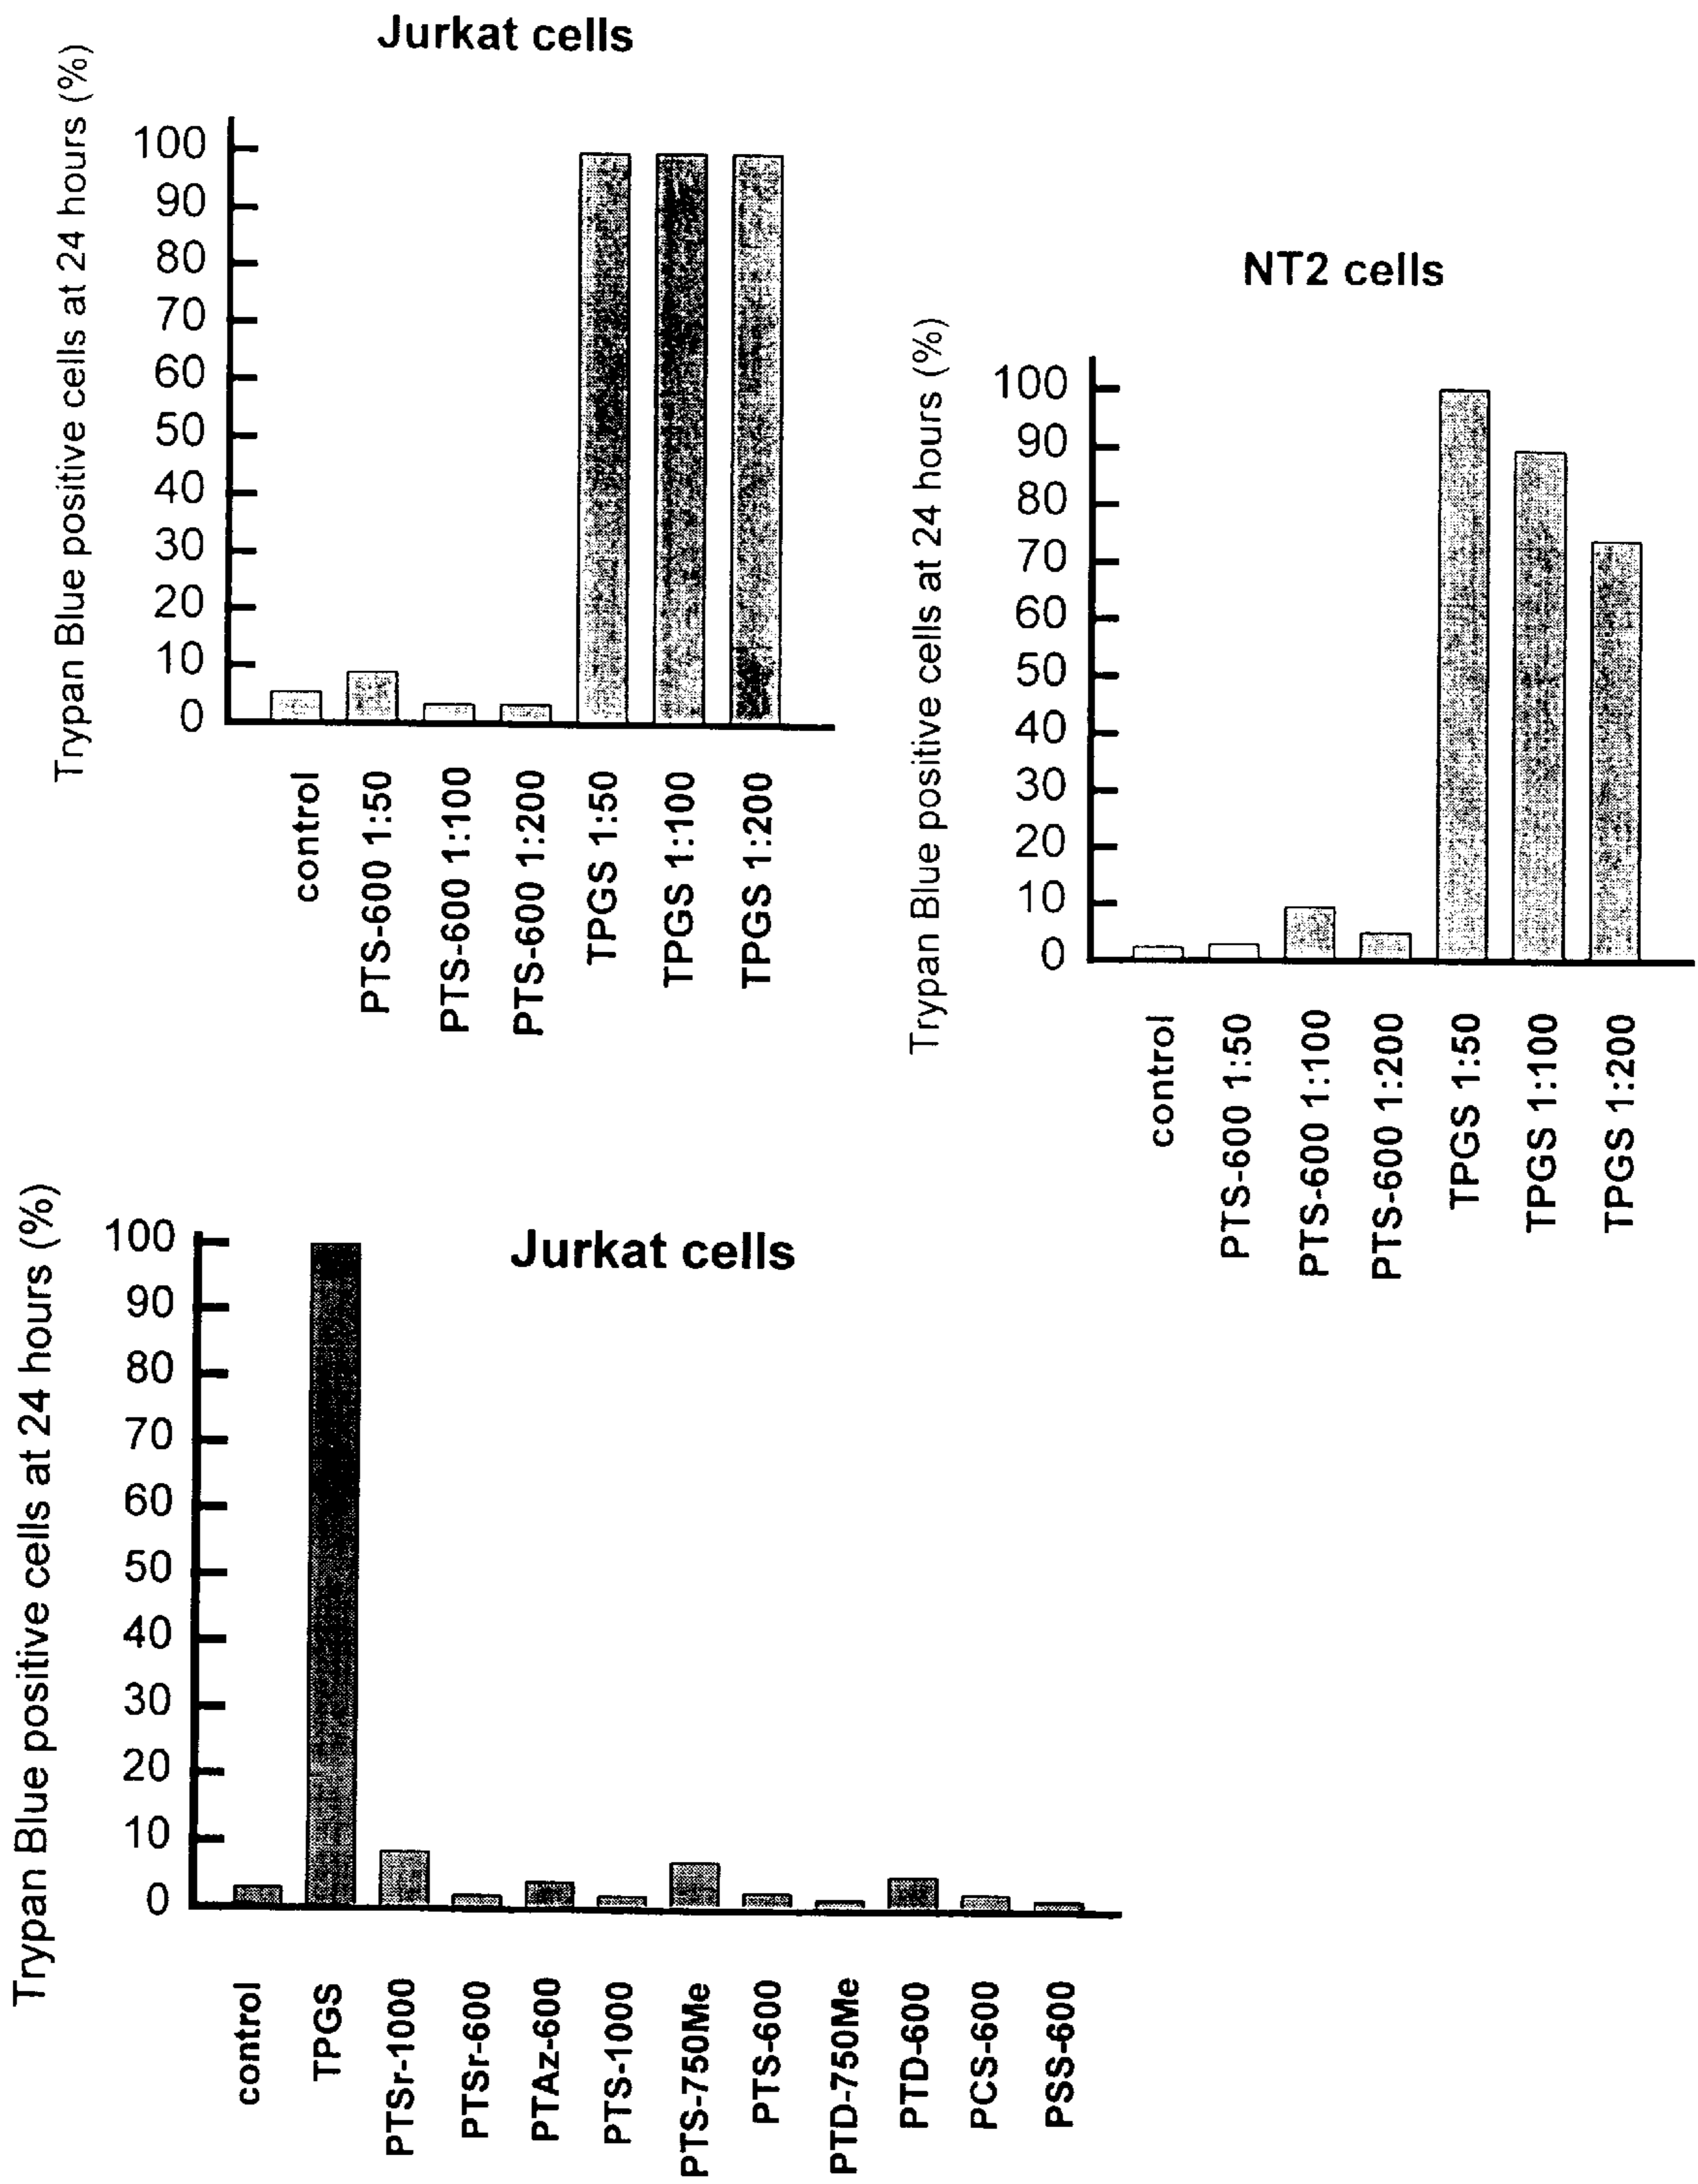 Jurkat cells
Trypan Blue positive cells at 24 hours (%)
100
90
80
70
60
50
40
30
20
10
0
control
PTS-600 1:50
PTS-600 1:100
PTS-600 1:200
TPGS 1:50
TPGS 1:100
TPGS 1:200
NT2 cells
Trypan Blue positive cells at 24 hours (%)
100
90
80
70
60
50
40
30
20
10
0
control
PTS-600 1:50
PTS-600 1:100
PTS-600 1:200
TPGS 1:50
TPGS 1:100
TPGS 1:200
Jurkat cells
Trypan Blue positive cells at 24 hours (%)
100
90
80
70
60
50
40
30
20
10
0
control
TPGS
PTSr-1000
PTSr-600
PTAz-600
PTS-1000
PTS-750Me
PTS-600
PTD-750Me
PTD-600
PCS-600
PSS-600